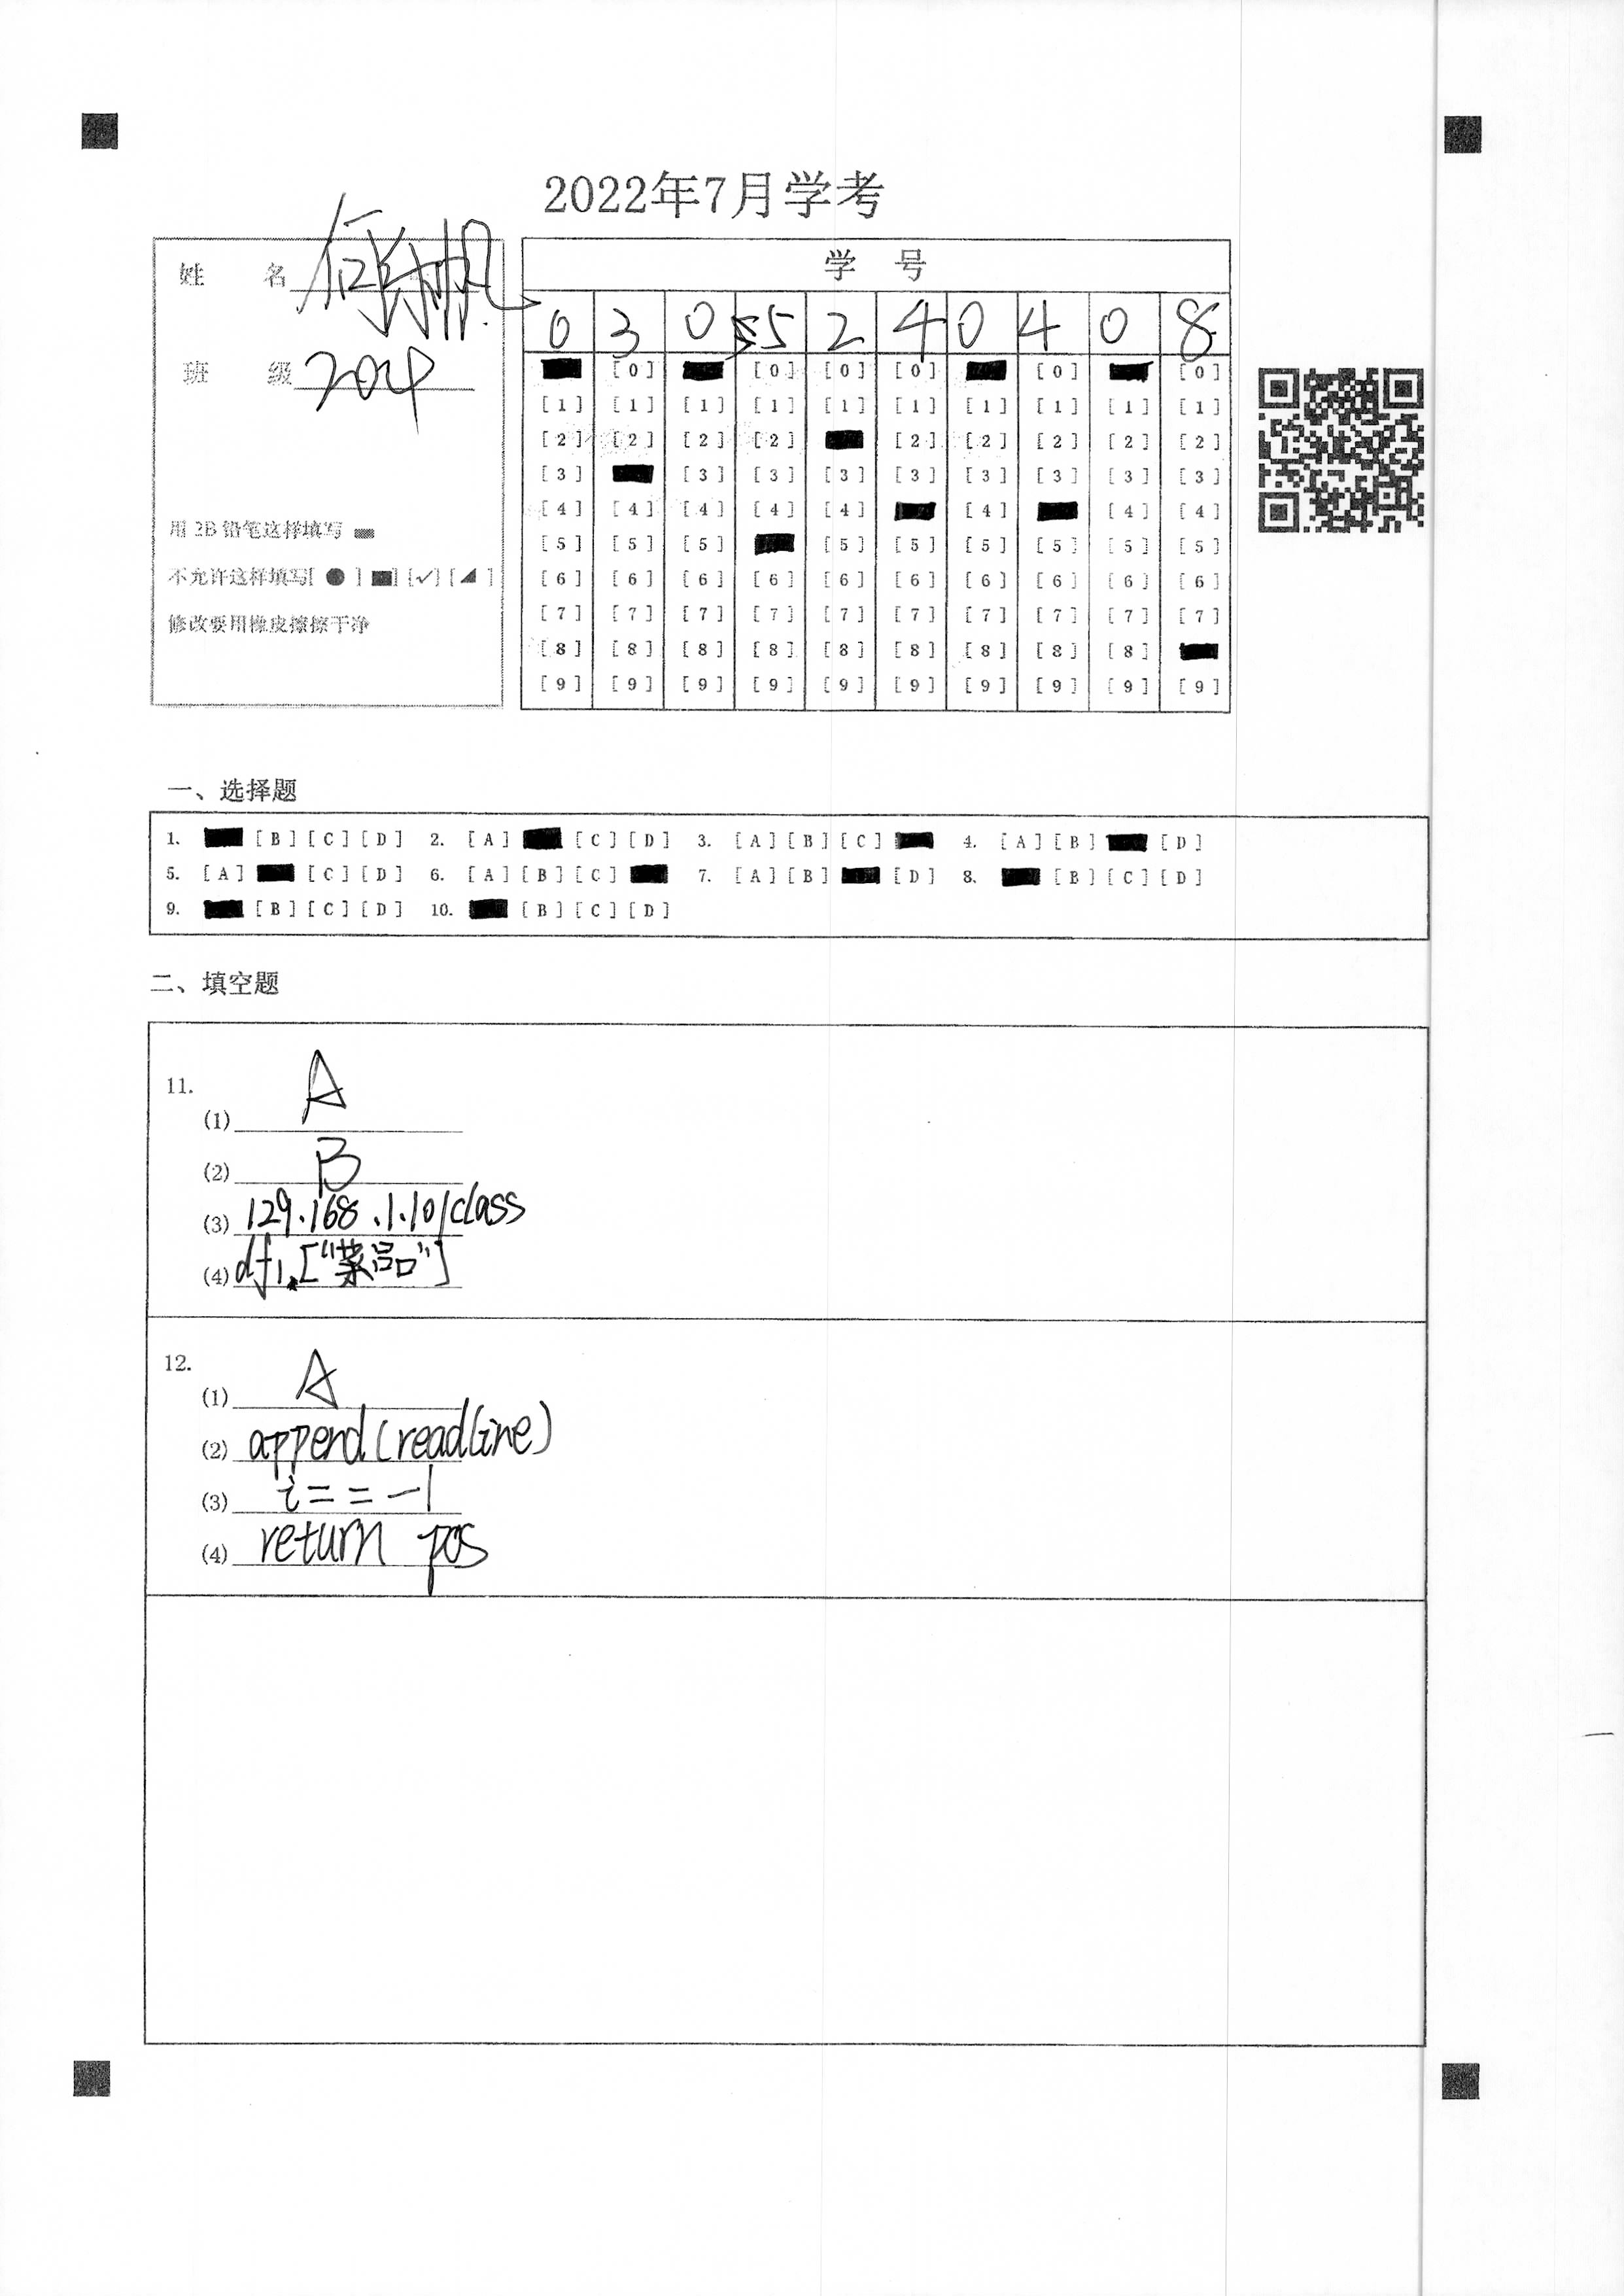 2022年7月学考
姓 名 何 帆
班 级 204
用 2B 铅笔这样填写
不允许这样填写[ ● ] [■] [✓] [◢ ]
修改要用橡皮擦擦干净
学 号
0 3 0 5 2 4 0 4 0 8
[0] [0] [0] [0] [0] [0]
[1] [1] [1] [1] [1] [1] [1] [1] [1] [1]
[2] [2] [2] [2] [2] [2] [2] [2] [2]
[3] [3] [3] [3] [3] [3] [3] [3] [3]
[4] [4] [4] [4] [4] [4] [4] [4]
[5] [5] [5] [5] [5] [5] [5] [5] [5]
[6] [6] [6] [6] [6] [6] [6] [6] [6] [6]
[7] [7] [7] [7] [7] [7] [7] [7] [7] [7]
[8] [8] [8] [8] [8] [8] [8] [8] [8]
[9] [9] [9] [9] [9] [9] [9] [9] [9] [9]
一、选择题
1. [B] [C] [D] 2. [A] [C] [D] 3. [A] [B] [C] 4. [A] [B] [D]
5. [A] [C] [D] 6. [A] [B] [C] 7. [A] [B] [D] 8. [B] [C] [D]
9. [B] [C] [D] 10. [B] [C] [D]
二、填空题
11.
(1) A
(2) B
(3) 129.168.1.10/class
(4) df1.["菜品"]
12.
(1) A
(2) append(readline)
(3) i==-1
(4) return pos